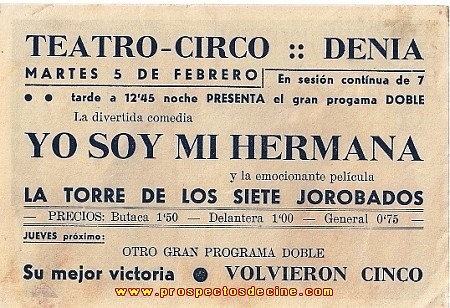 TEATRO-CIRCO :: DENIA
MARTES 5 DE FEBRERO En sesión contínua de 7
● ● tarde a 12'45 noche PRESENTA el gran progama DOBLE
La divertida comedia
YO SOY MI HERMANA
y la emocionante película
LA TORRE DE LOS SIETE JOROBADOS
— PRECIOS: Butaca 1'50 — Delantera 1'00 — General 0'75 —
JUEVES próximo:
OTRO GRAN PROGRAMA DOBLE
Su mejor victoria ● VOLVIERON CINCO
www.prospectosdecine.com